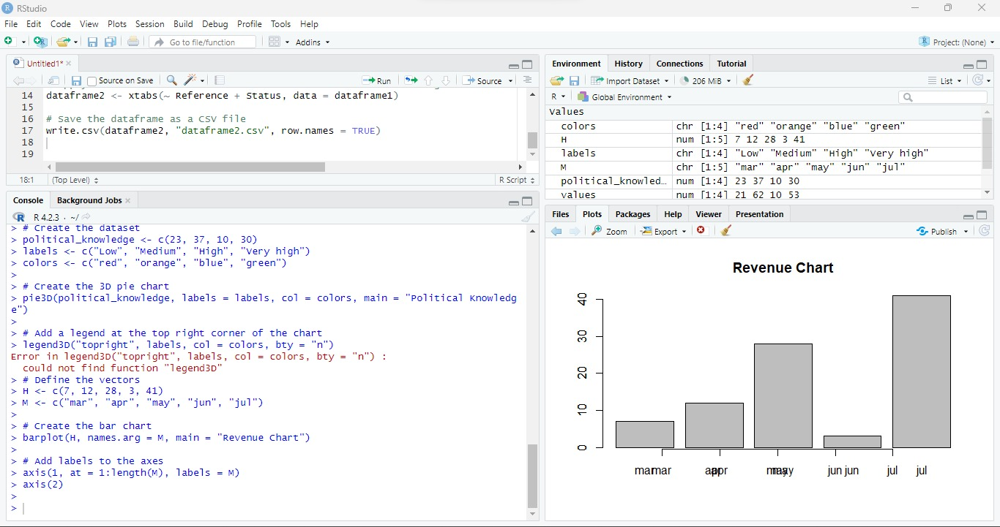 RStudio
File Edit Code View Plots Session Build Debug Profile Tools Help
Go to file/function Addins Project: (None)
Untitled1*
Source on Save Run Source
14 dataframe2 <- xtabs(~ Reference + Status, data = dataframe1)
15
16 # Save the dataframe as a CSV file
17 write.csv(dataframe2, "dataframe2.csv", row.names = TRUE)
18
19
18:1 (Top Level) R Script
Console Background Jobs
R 4.2.3 · ~/
> # Create the dataset
> political_knowledge <- c(23, 37, 10, 30)
> labels <- c("Low", "Medium", "High", "Very high")
> colors <- c("red", "orange", "blue", "green")
>
> # Create the 3D pie chart
> pie3D(political_knowledge, labels = labels, col = colors, main = "Political Knowledg
e")
>
> # Add a legend at the top right corner of the chart
> legend3D("topright", labels, col = colors, bty = "n")
Error in legend3D("topright", labels, col = colors, bty = "n") :
could not find function "legend3D"
> # Define the vectors
> H <- c(7, 12, 28, 3, 41)
> M <- c("mar", "apr", "may", "jun", "jul")
>
> # Create the bar chart
> barplot(H, names.arg = M, main = "Revenue Chart")
>
> # Add labels to the axes
> axis(1, at = 1:length(M), labels = M)
> axis(2)
>
>
Environment History Connections Tutorial
Import Dataset 206 MiB List
R Global Environment
Values
colors chr [1:4] "red" "orange" "blue" "green"
H num [1:5] 7 12 28 3 41
labels chr [1:4] "Low" "Medium" "High" "Very high"
M chr [1:5] "mar" "apr" "may" "jun" "jul"
political_knowled… num [1:4] 23 37 10 30
values num [1:4] 21 62 10 53
Files Plots Packages Help Viewer Presentation
Zoom Export Publish
Revenue Chart
40
30
20
10
0
mar mar apr apr may may jun jun jul jul